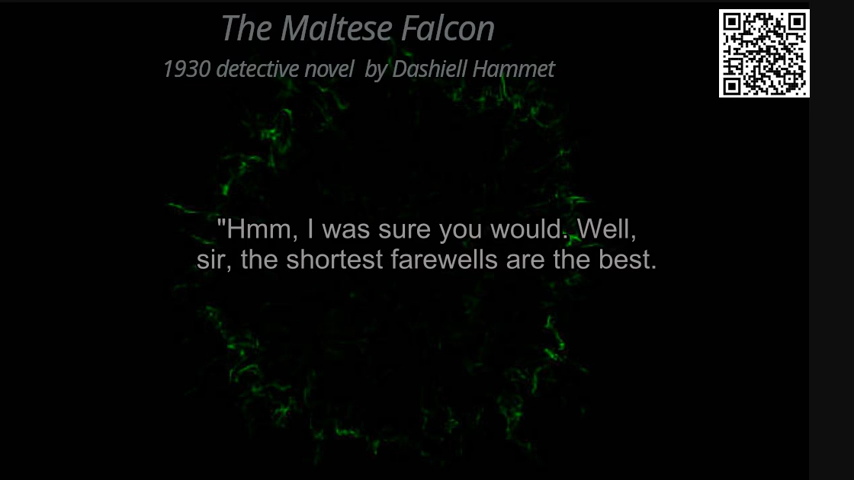 The Maltese Falcon
1930 detective novel  by Dashiell Hammet
"Hmm, I was sure you would. Well,
sir, the shortest farewells are the best.